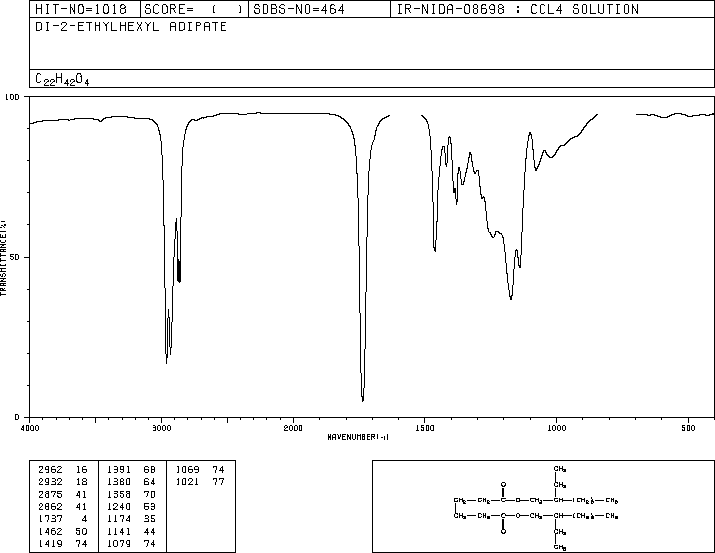 HIT-NO=1018 SCORE= ( ) SDBS-NO=464 IR-NIDA-08698 : CCL4 SOLUTION
DI-2-ETHYLHEXYL ADIPATE
C22H42O4
100
50
0
TRANSMITTANCE(%)
4000 3000 2000 1500 1000 500
WAVENUMBER(-1)
2962 16 1391 68 1069 74
2932 18 1380 64 1021 77
2875 41 1358 70
2862 41 1240 53
1737 4 1174 35
1462 50 1141 44
1419 74 1079 74